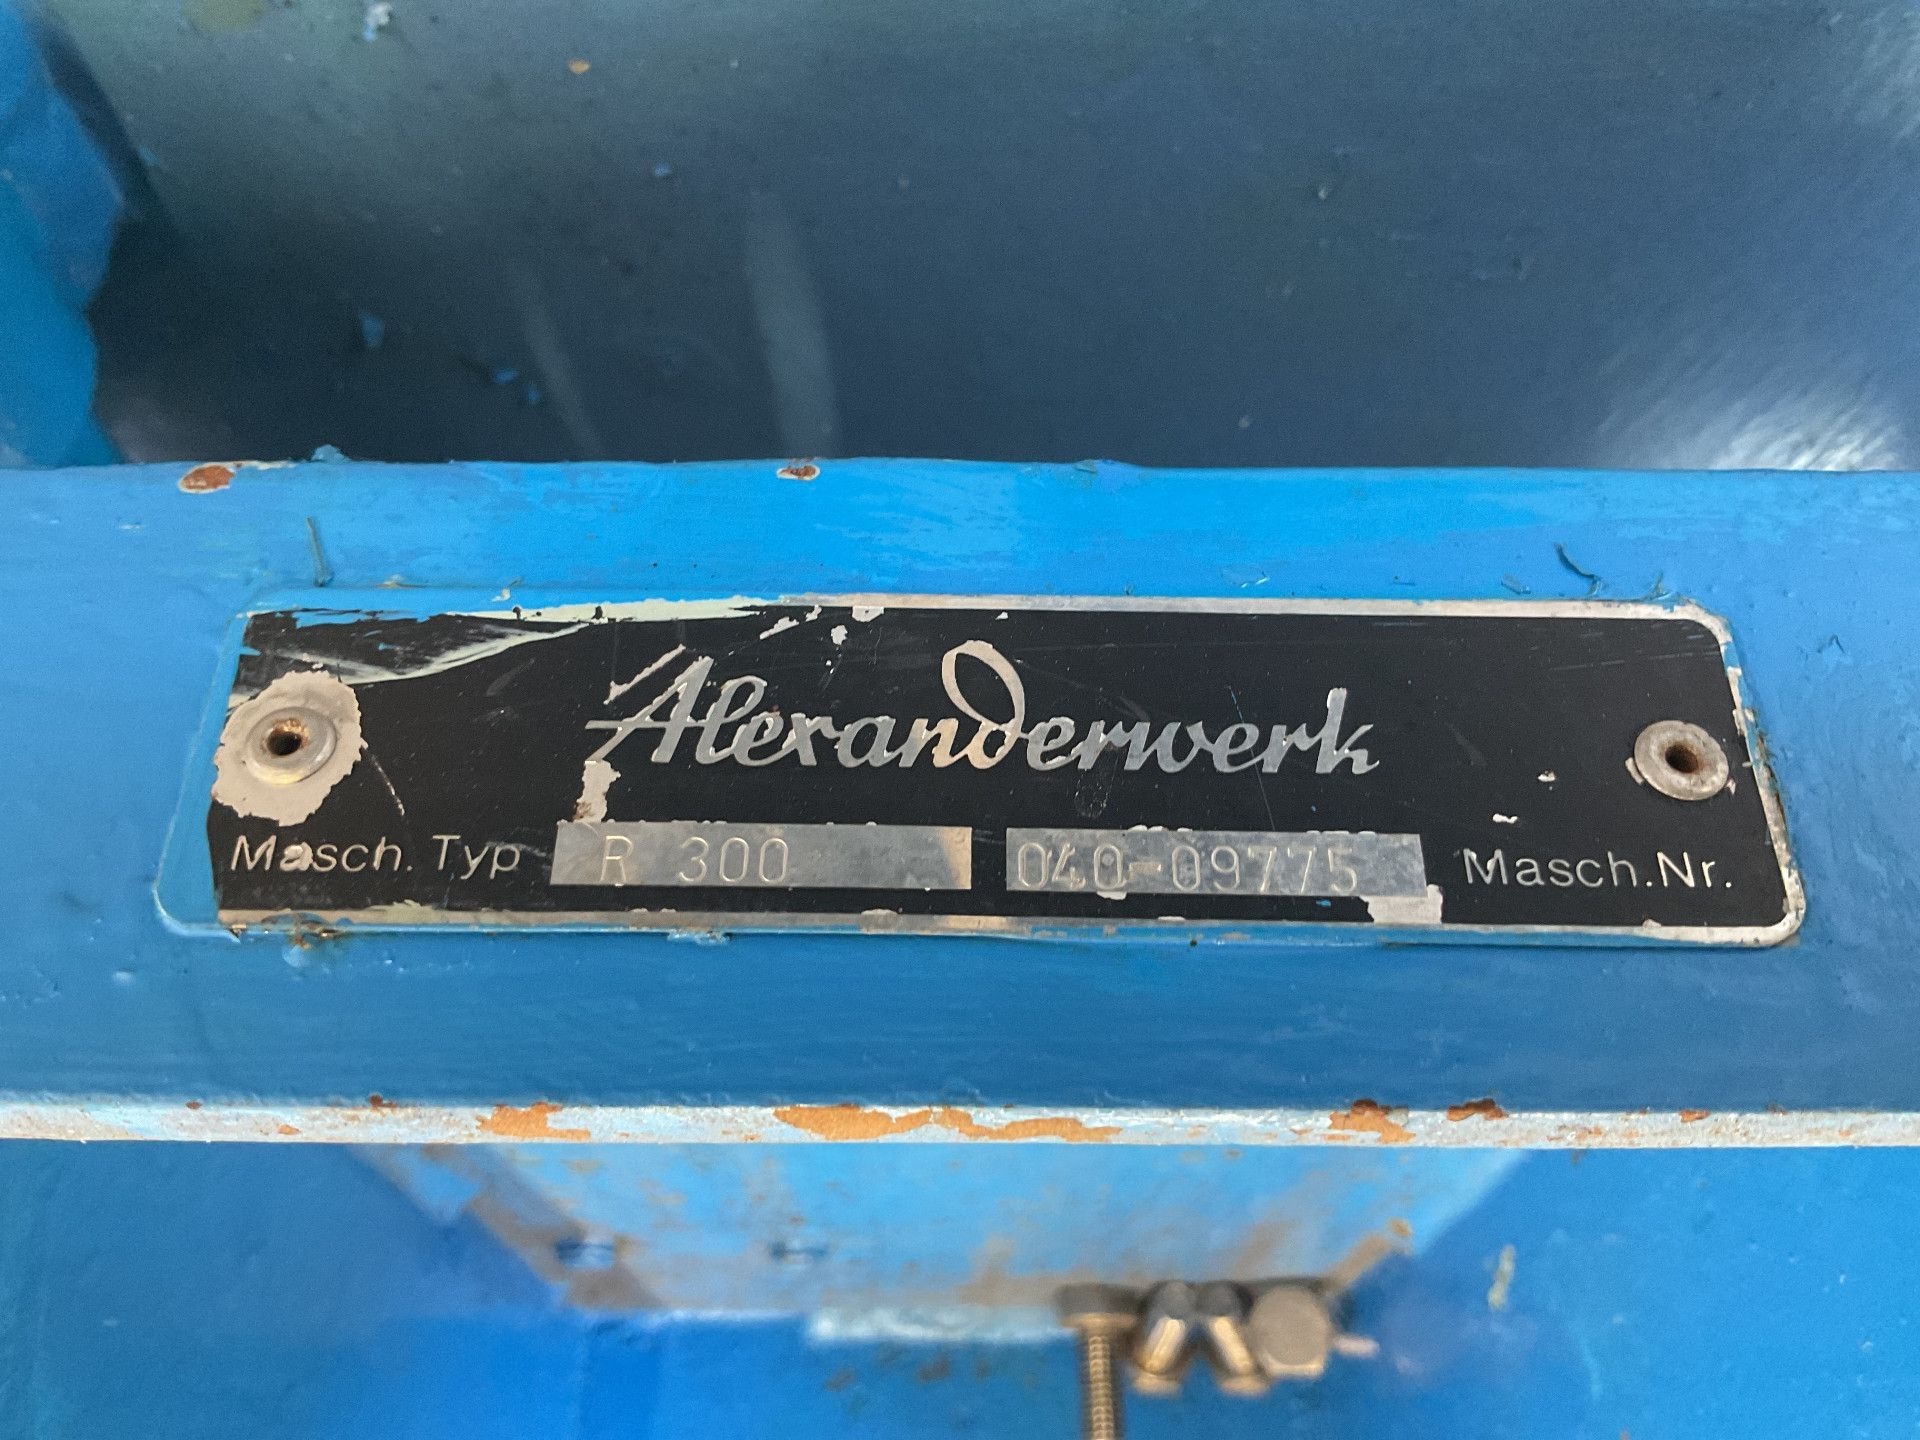 Alexanderwerk
Masch. Typ R 300 040-09775 Masch.Nr.